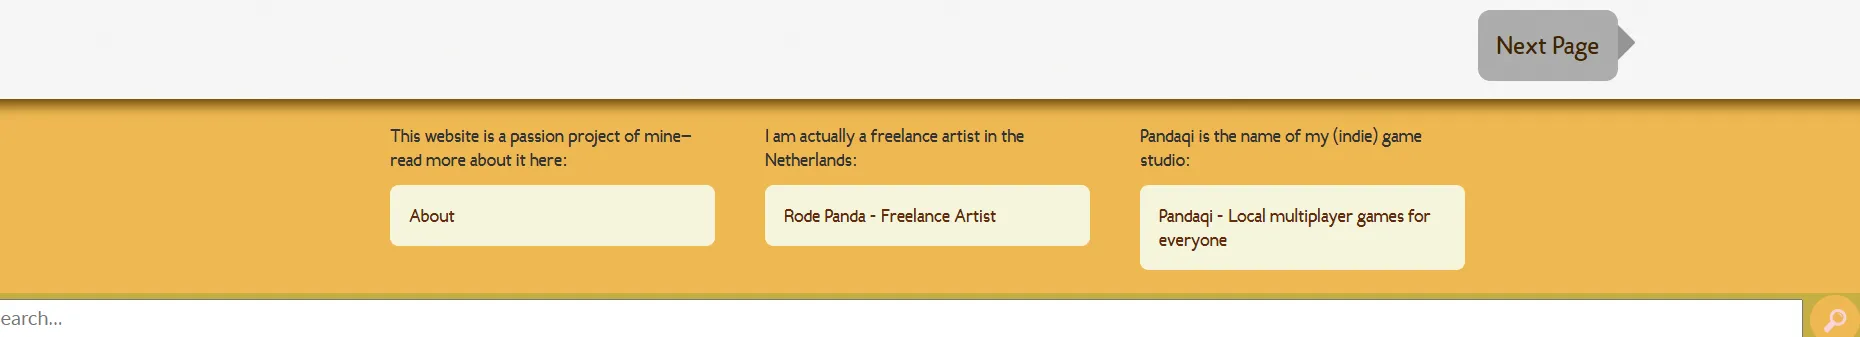 Next Page
This website is a passion project of mine—
read more about it here:
About
I am actually a freelance artist in the
Netherlands:
Rode Panda - Freelance Artist
Pandaqi is the name of my (indie) game
studio:
Pandaqi - Local multiplayer games for
everyone
earch...